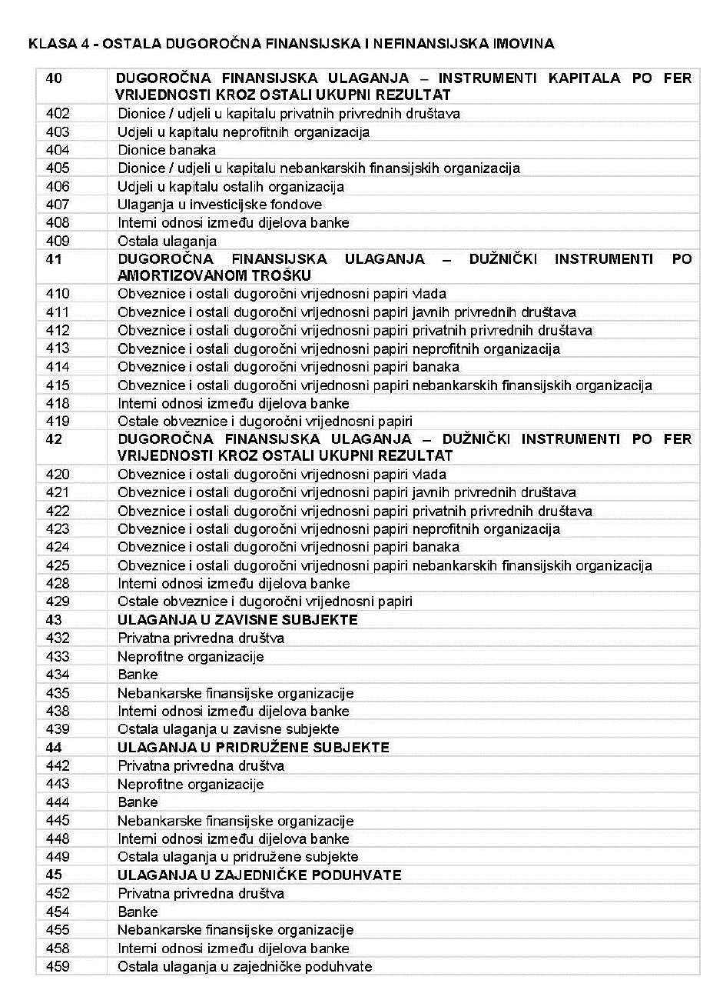 KLASA 4 - OSTALA DUGOROČNA FINANSIJSKA I NEFINANSIJSKA IMOVINA
40 DUGOROČNA FINANSIJSKA ULAGANJA – INSTRUMENTI KAPITALA PO FER
VRIJEDNOSTI KROZ OSTALI UKUPNI REZULTAT
402 Dionice / udjeli u kapitalu privatnih privrednih društava
403 Udjeli u kapitalu neprofitnih organizacija
404 Dionice banaka
405 Dionice / udjeli u kapitalu nebankarskih finansijskih organizacija
406 Udjeli u kapitalu ostalih organizacija
407 Ulaganja u investicijske fondove
408 Interni odnosi između dijelova banke
409 Ostala ulaganja
41 DUGOROČNA FINANSIJSKA ULAGANJA – DUŽNIČKI INSTRUMENTI PO
AMORTIZOVANOM TROŠKU
410 Obveznice i ostali dugoročni vrijednosni papiri vlada
411 Obveznice i ostali dugoročni vrijednosni papiri javnih privrednih društava
412 Obveznice i ostali dugoročni vrijednosni papiri privatnih privrednih društava
413 Obveznice i ostali dugoročni vrijednosni papiri neprofitnih organizacija
414 Obveznice i ostali dugoročni vrijednosni papiri banaka
415 Obveznice i ostali dugoročni vrijednosni papiri nebankarskih finansijskih organizacija
418 Interni odnosi između dijelova banke
419 Ostale obveznice i dugoročni vrijednosni papiri
42 DUGOROČNA FINANSIJSKA ULAGANJA – DUŽNIČKI INSTRUMENTI PO FER
VRIJEDNOSTI KROZ OSTALI UKUPNI REZULTAT
420 Obveznice i ostali dugoročni vrijednosni papiri vlada
421 Obveznice i ostali dugoročni vrijednosni papiri javnih privrednih društava
422 Obveznice i ostali dugoročni vrijednosni papiri privatnih privrednih društava
423 Obveznice i ostali dugoročni vrijednosni papiri neprofitnih organizacija
424 Obveznice i ostali dugoročni vrijednosni papiri banaka
425 Obveznice i ostali dugoročni vrijednosni papiri nebankarskih finansijskih organizacija
428 Interni odnosi između dijelova banke
429 Ostale obveznice i dugoročni vrijednosni papiri
43 ULAGANJA U ZAVISNE SUBJEKTE
432 Privatna privredna društva
433 Neprofitne organizacije
434 Banke
435 Nebankarske finansijske organizacije
438 Interni odnosi između dijelova banke
439 Ostala ulaganja u zavisne subjekte
44 ULAGANJA U PRIDRUŽENE SUBJEKTE
442 Privatna privredna društva
443 Neprofitne organizacije
444 Banke
445 Nebankarske finansijske organizacije
448 Interni odnosi između dijelova banke
449 Ostala ulaganja u pridružene subjekte
45 ULAGANJA U ZAJEDNIČKE PODUHVATE
452 Privatna privredna društva
454 Banke
455 Nebankarske finansijske organizacije
458 Interni odnosi između dijelova banke
459 Ostala ulaganja u zajedničke poduhvate